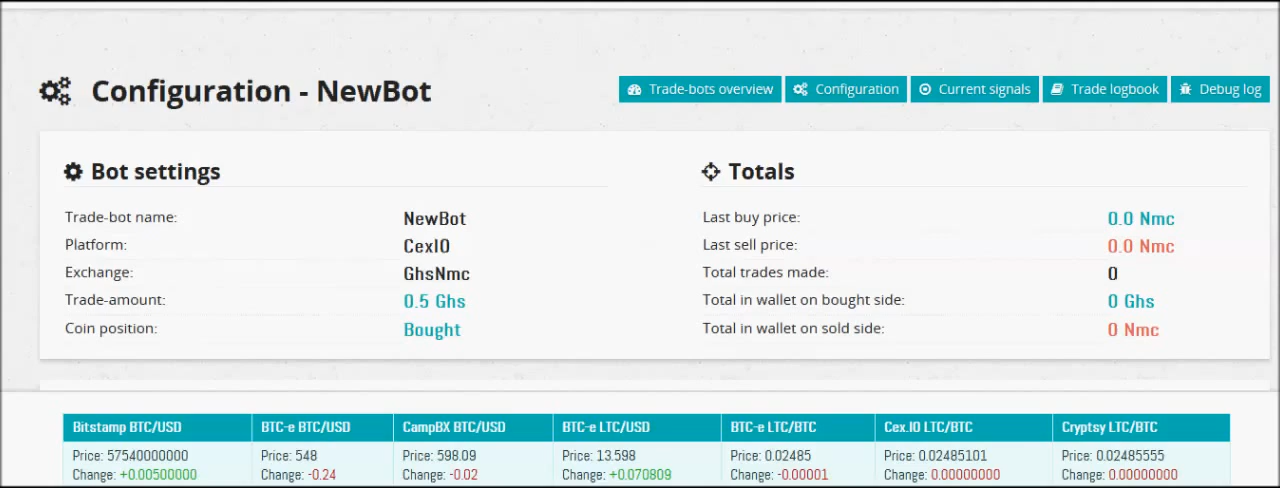 Configuration - NewBot
Trade-bots overview Configuration Current signals Trade logbook Debug log
Bot settings
Trade-bot name: NewBot
Platform: CexIO
Exchange: GhsNmc
Trade-amount: 0.5 Ghs
Coin position: Bought
Totals
Last buy price: 0.0 Nmc
Last sell price: 0.0 Nmc
Total trades made: 0
Total in wallet on bought side: 0 Ghs
Total in wallet on sold side: 0 Nmc
Bitstamp BTC/USD BTC-e BTC/USD CampBX BTC/USD BTC-e LTC/USD BTC-e LTC/BTC Cex.IO LTC/BTC Cryptsy LTC/BTC
Price: 57540000000 Price: 548 Price: 598.09 Price: 13.598 Price: 0.02485 Price: 0.02485101 Price: 0.02485555
Change: +0.00500000 Change: -0.24 Change: -0.02 Change: +0.070809 Change: -0.00001 Change: 0.00000000 Change: 0.00000000